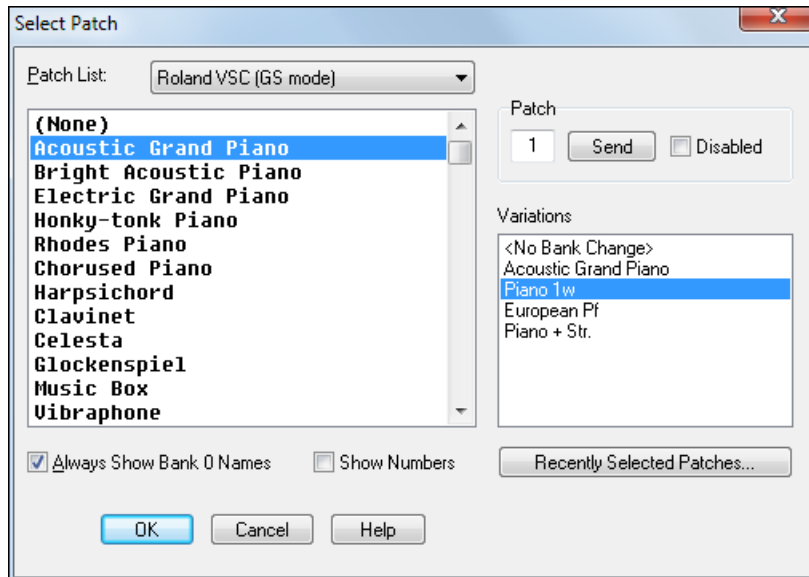 Select Patch
Patch List: Roland VSC (GS mode)
(None)
Acoustic Grand Piano
Bright Acoustic Piano
Electric Grand Piano
Honky-tonk Piano
Rhodes Piano
Chorused Piano
Harpsichord
Clavinet
Celesta
Glockenspiel
Music Box
Vibraphone
Patch
1 Send Disabled
Variations
<No Bank Change>
Acoustic Grand Piano
Piano 1w
European Pf
Piano + Str.
Always Show Bank 0 Names Show Numbers Recently Selected Patches...
OK Cancel Help